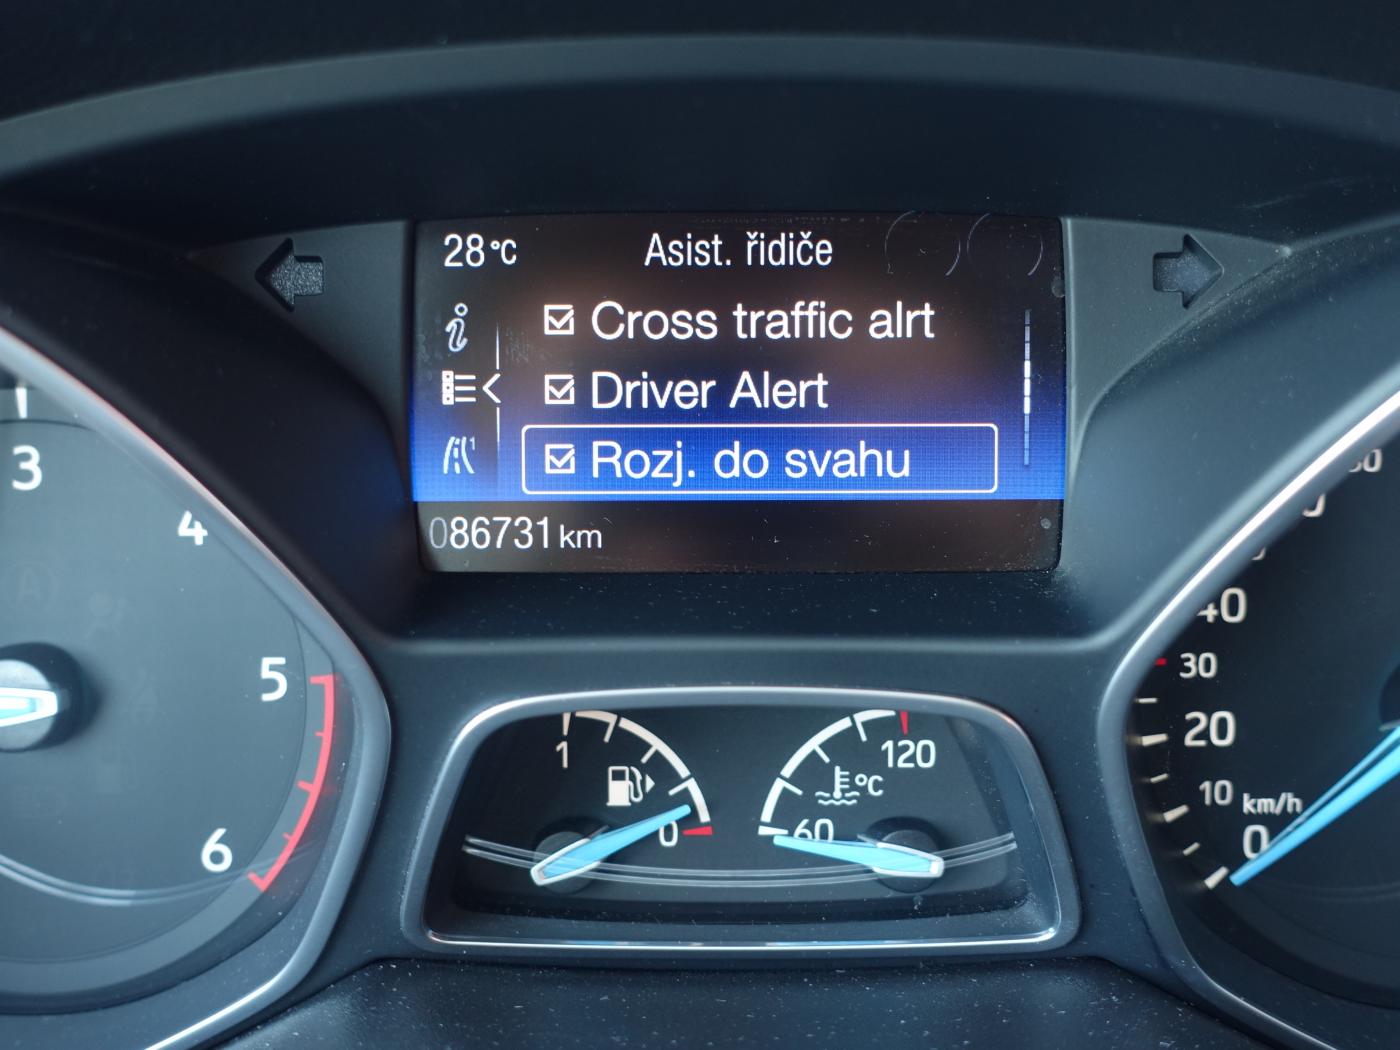 28 °C Asist. řidiče
Cross traffic alrt
Driver Alert
Rozj. do svahu
086731 km
3
4
5
6
1
0
120
°C
60
40
30
20
10 km/h
0